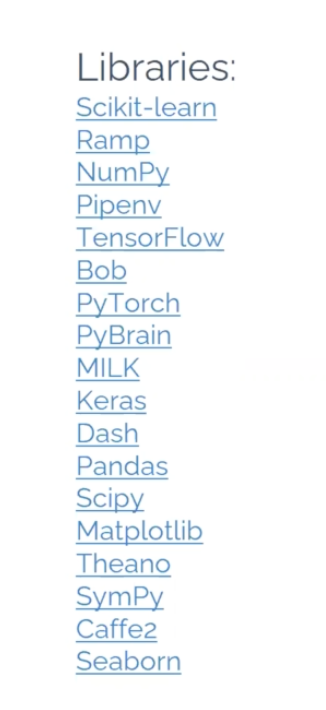 Libraries:
Scikit-learn
Ramp
NumPy
Pipenv
TensorFlow
Bob
PyTorch
PyBrain
MILK
Keras
Dash
Pandas
Scipy
Matplotlib
Theano
SymPy
Caffe2
Seaborn